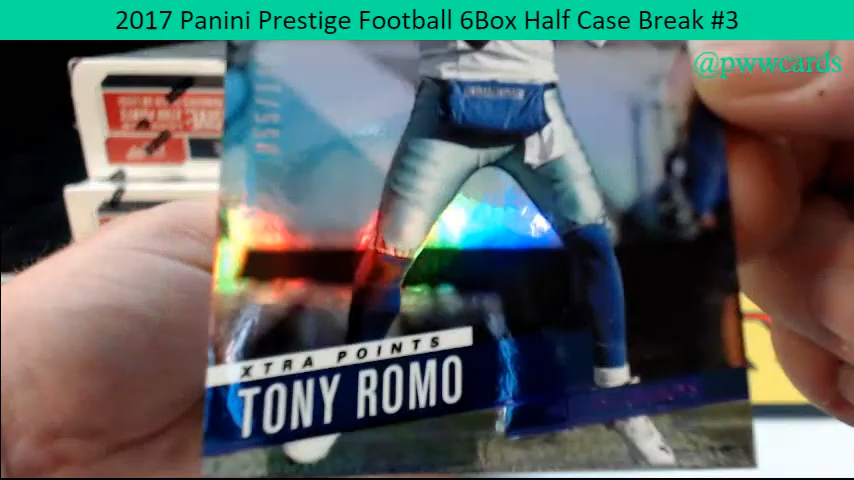 2017 Panini Prestige Football 6Box Half Case Break #3
@pwwcards
XTRA POINTS
TONY ROMO